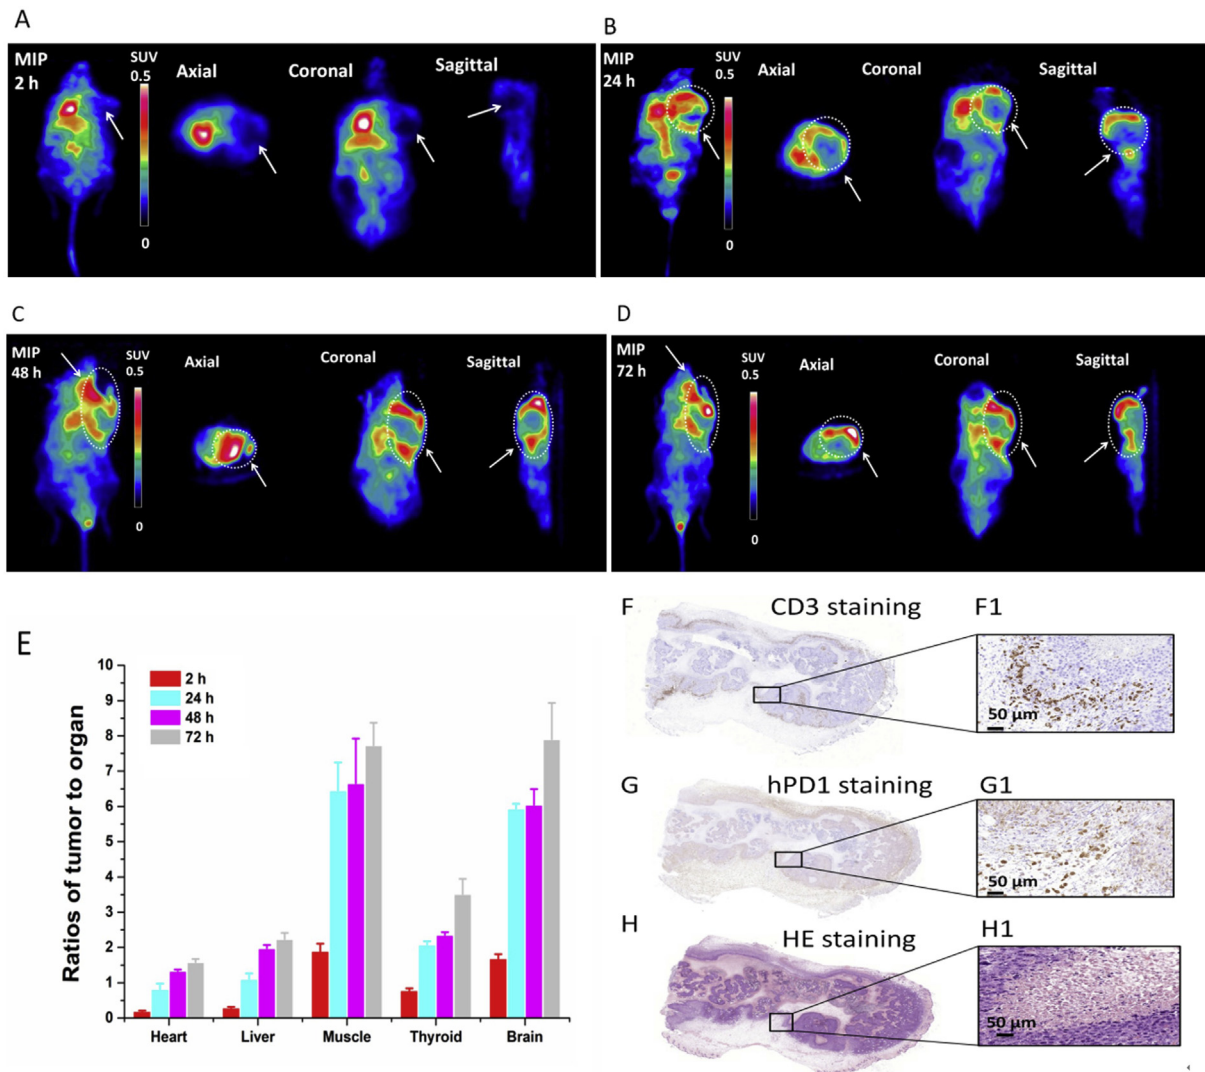 A
MIP
2 h
SUV
0.5
0
Axial
Coronal
Sagittal
B
MIP
24 h
SUV
0.5
0
Axial
Coronal
Sagittal
C
MIP
48 h
SUV
0.5
0
Axial
Coronal
Sagittal
D
MIP
72 h
SUV
0.5
0
Axial
Coronal
Sagittal
E
Ratios of tumor to organ
10
9
8
7
6
5
4
3
2
1
0
2 h
24 h
48 h
72 h
Heart Liver Muscle Thyroid Brain
F CD3 staining F1
50 μm
G hPD1 staining G1
50 μm
H HE staining H1
50 μm